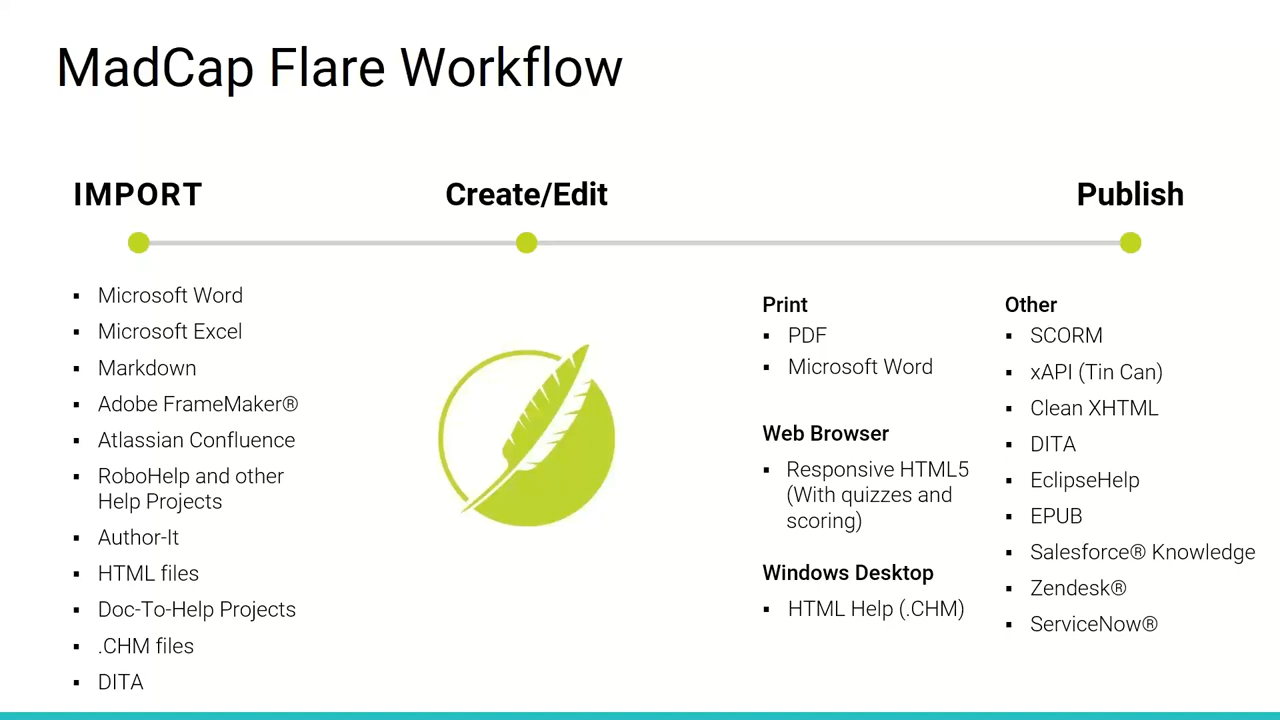 MadCap Flare Workflow
IMPORT
Create/Edit
Publish
▪ Microsoft Word
▪ Microsoft Excel
▪ Markdown
▪ Adobe FrameMaker®
▪ Atlassian Confluence
▪ RoboHelp and other
Help Projects
▪ Author-It
▪ HTML files
▪ Doc-To-Help Projects
▪ .CHM files
▪ DITA
Print
▪ PDF
▪ Microsoft Word
Web Browser
▪ Responsive HTML5
(With quizzes and
scoring)
Windows Desktop
▪ HTML Help (.CHM)
Other
▪ SCORM
▪ xAPI (Tin Can)
▪ Clean XHTML
▪ DITA
▪ EclipseHelp
▪ EPUB
▪ Salesforce® Knowledge
▪ Zendesk®
▪ ServiceNow®